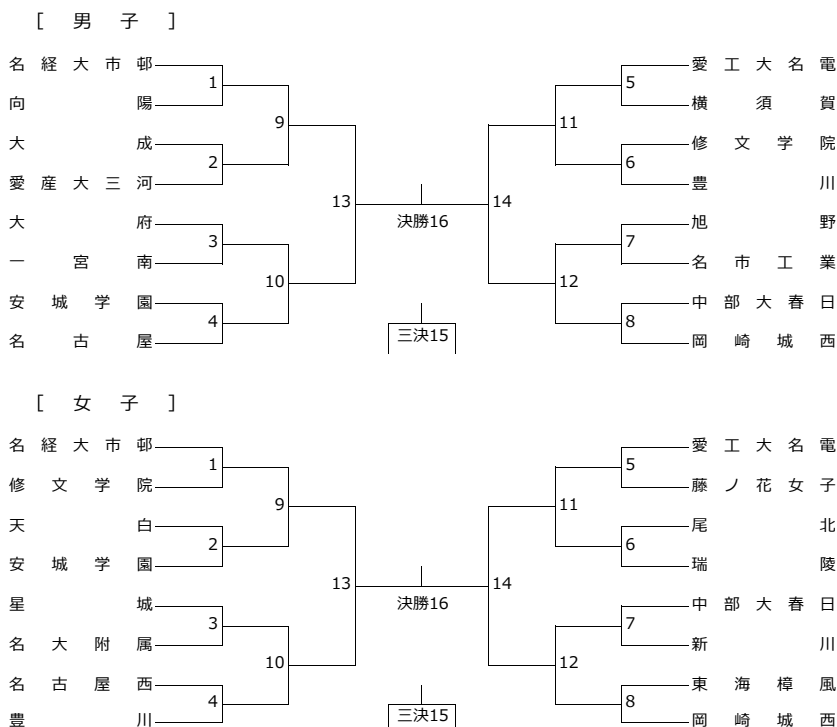 [ 男 子 ]
名経大市邨
愛工大名電
1
5
向陽
横須賀
9
11
大成
修文学院
2
6
愛産大三河
豊川
13
14
決勝16
大府
旭野
3
7
一宮南
名市工業
10
12
安城学園
中部大春日
4
8
三決15
名古屋
岡崎城西
[ 女 子 ]
名経大市邨
愛工大名電
1
5
修文学院
藤ノ花女子
9
11
天白
尾北
2
6
安城学園
瑞陵
13
14
決勝16
星城
中部大春日
3
7
名大附属
新川
10
12
名古屋西
東海樟風
4
8
三決15
豊川
岡崎城西